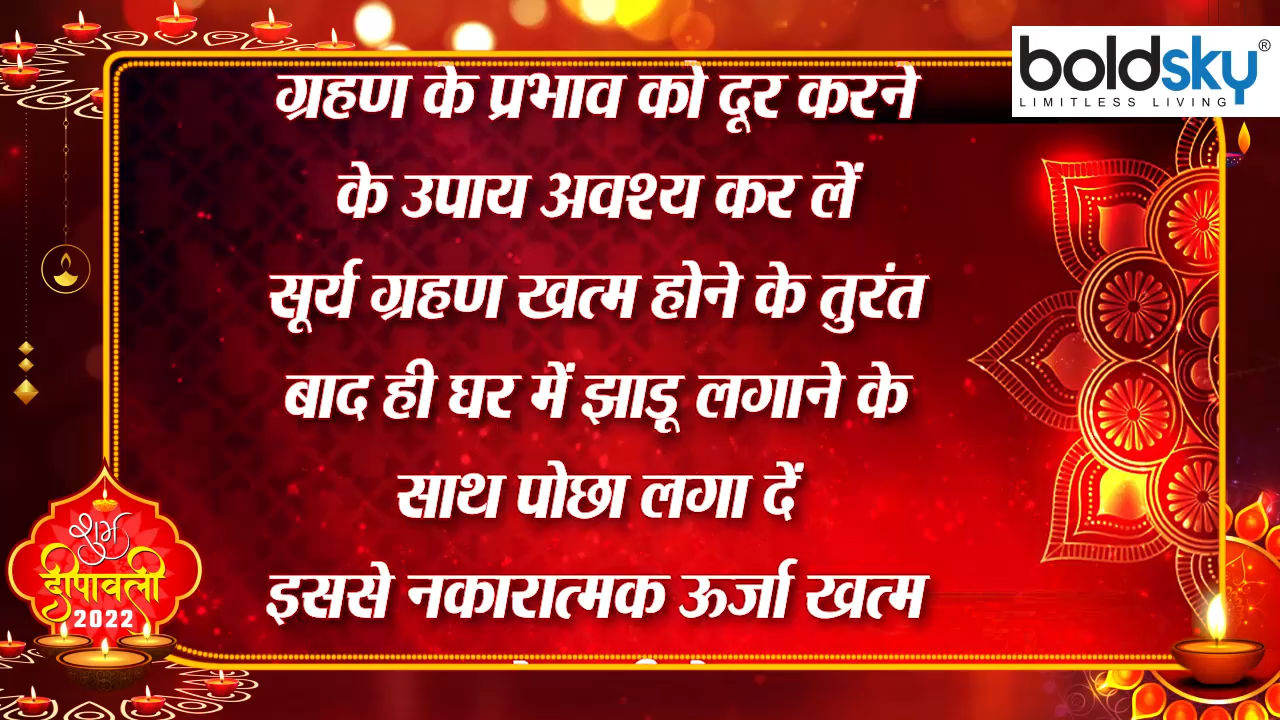 boldsky®
LIMITLESS LIVING
ग्रहण के प्रभाव को दूर करने
के उपाय अवश्य कर लें
सूर्य ग्रहण खत्म होने के तुरंत
बाद ही घर में झाडू लगाने के
साथ पोछा लगा दें
इससे नकारात्मक ऊर्जा खत्म
शुभ
दीपावली
2022